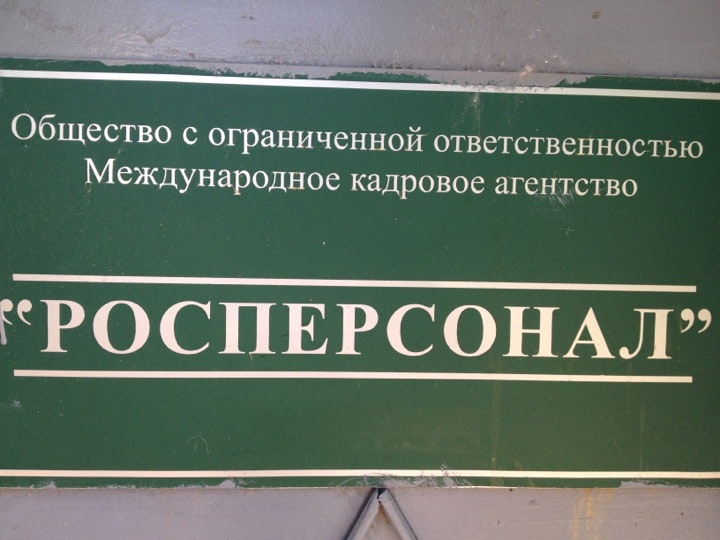 Общество с ограниченной ответственностью
Международное кадровое агентство
“РОСПЕРСОНАЛ”